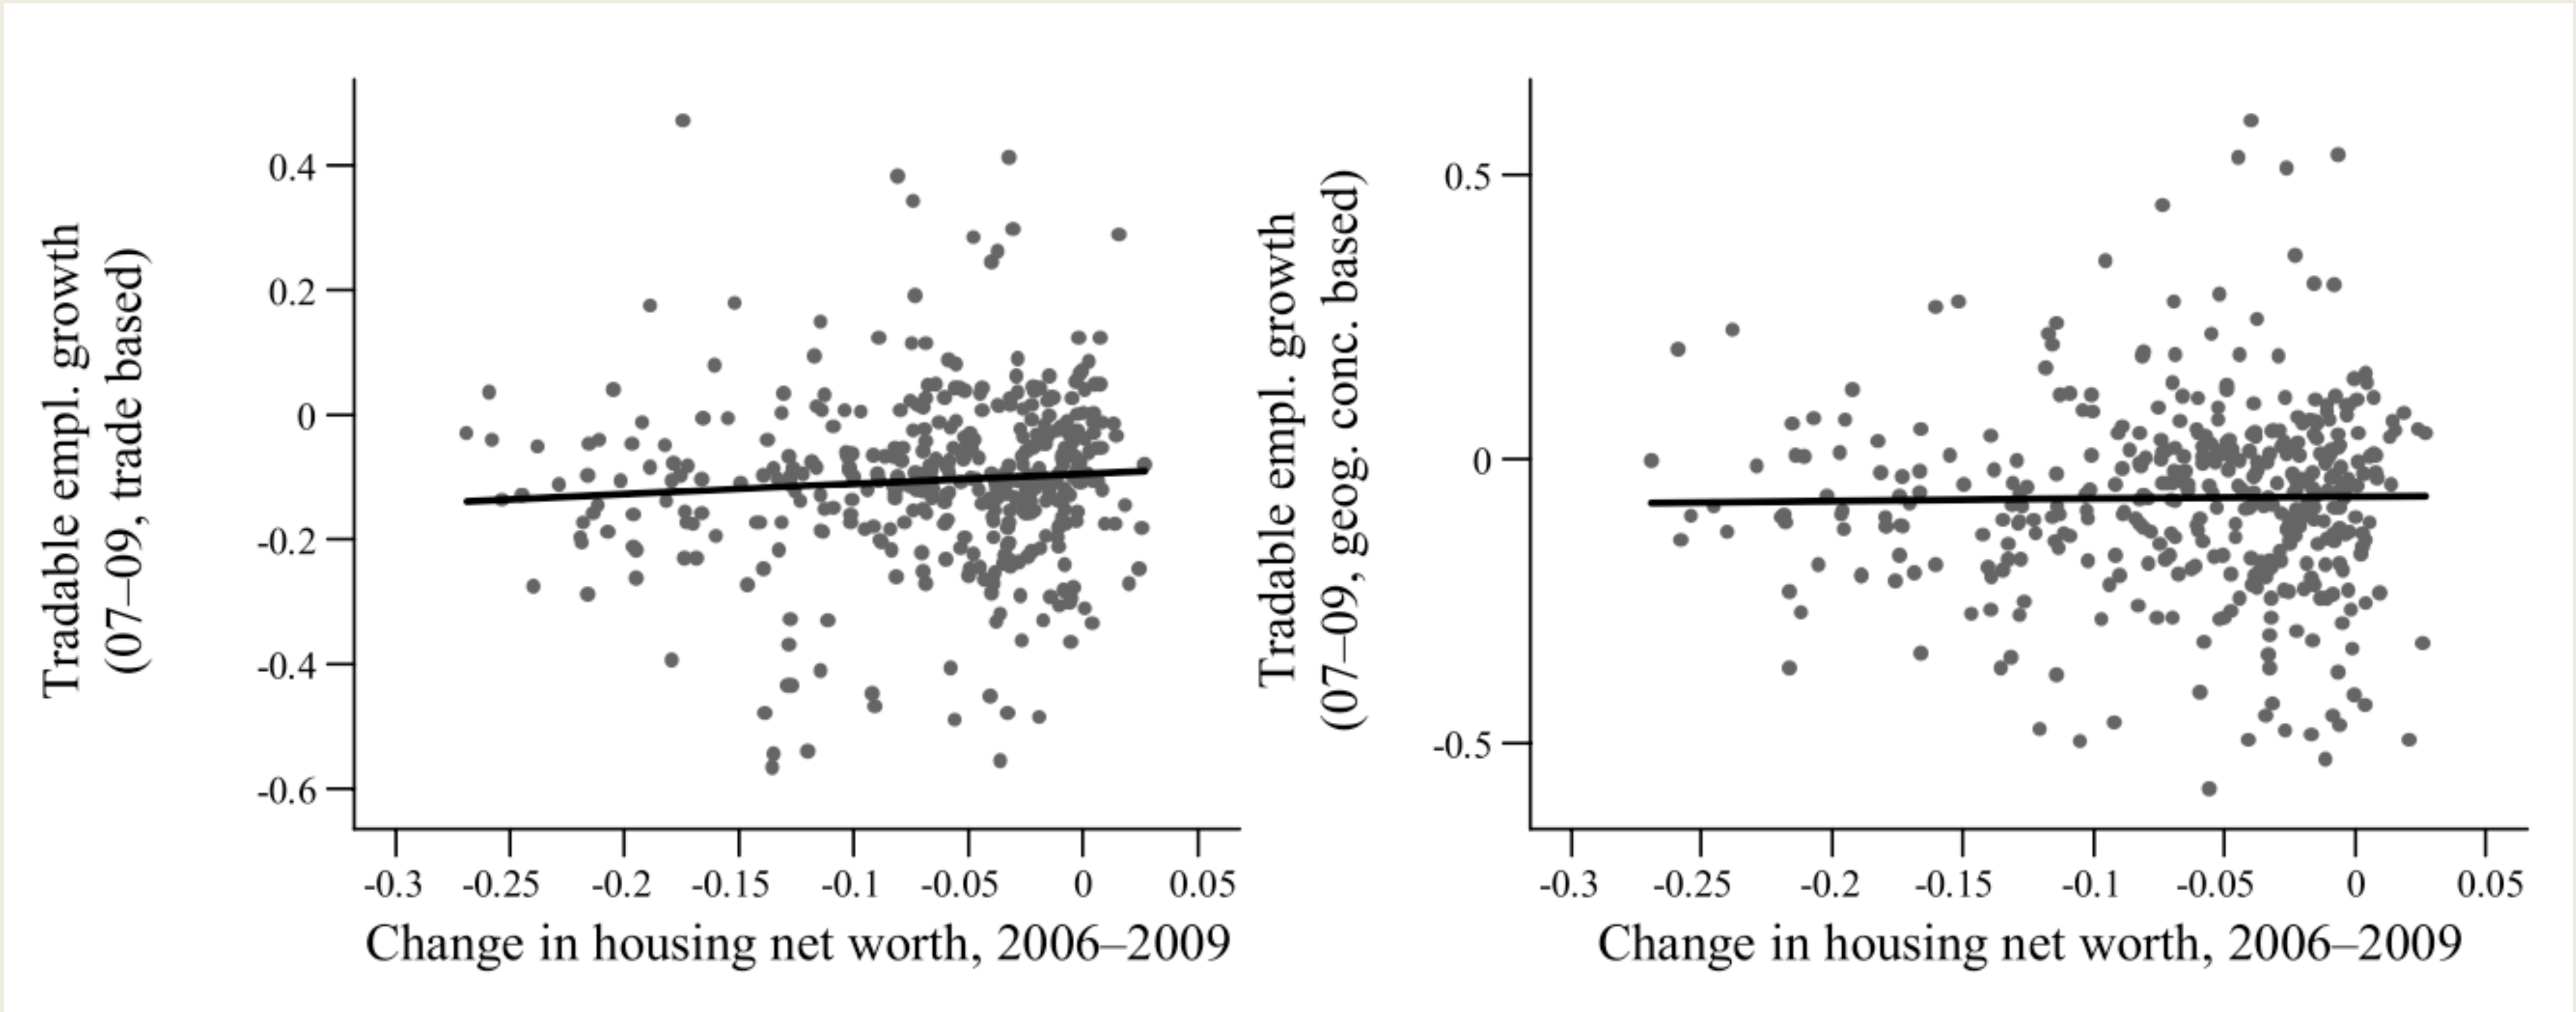 Tradable empl. growth
(07–09, trade based)
0.4
0.2
0
-0.2
-0.4
-0.6
-0.3 -0.25 -0.2 -0.15 -0.1 -0.05 0 0.05
Change in housing net worth, 2006–2009
Tradable empl. growth
(07–09, geog. conc. based)
0.5
0
-0.5
-0.3 -0.25 -0.2 -0.15 -0.1 -0.05 0 0.05
Change in housing net worth, 2006–2009